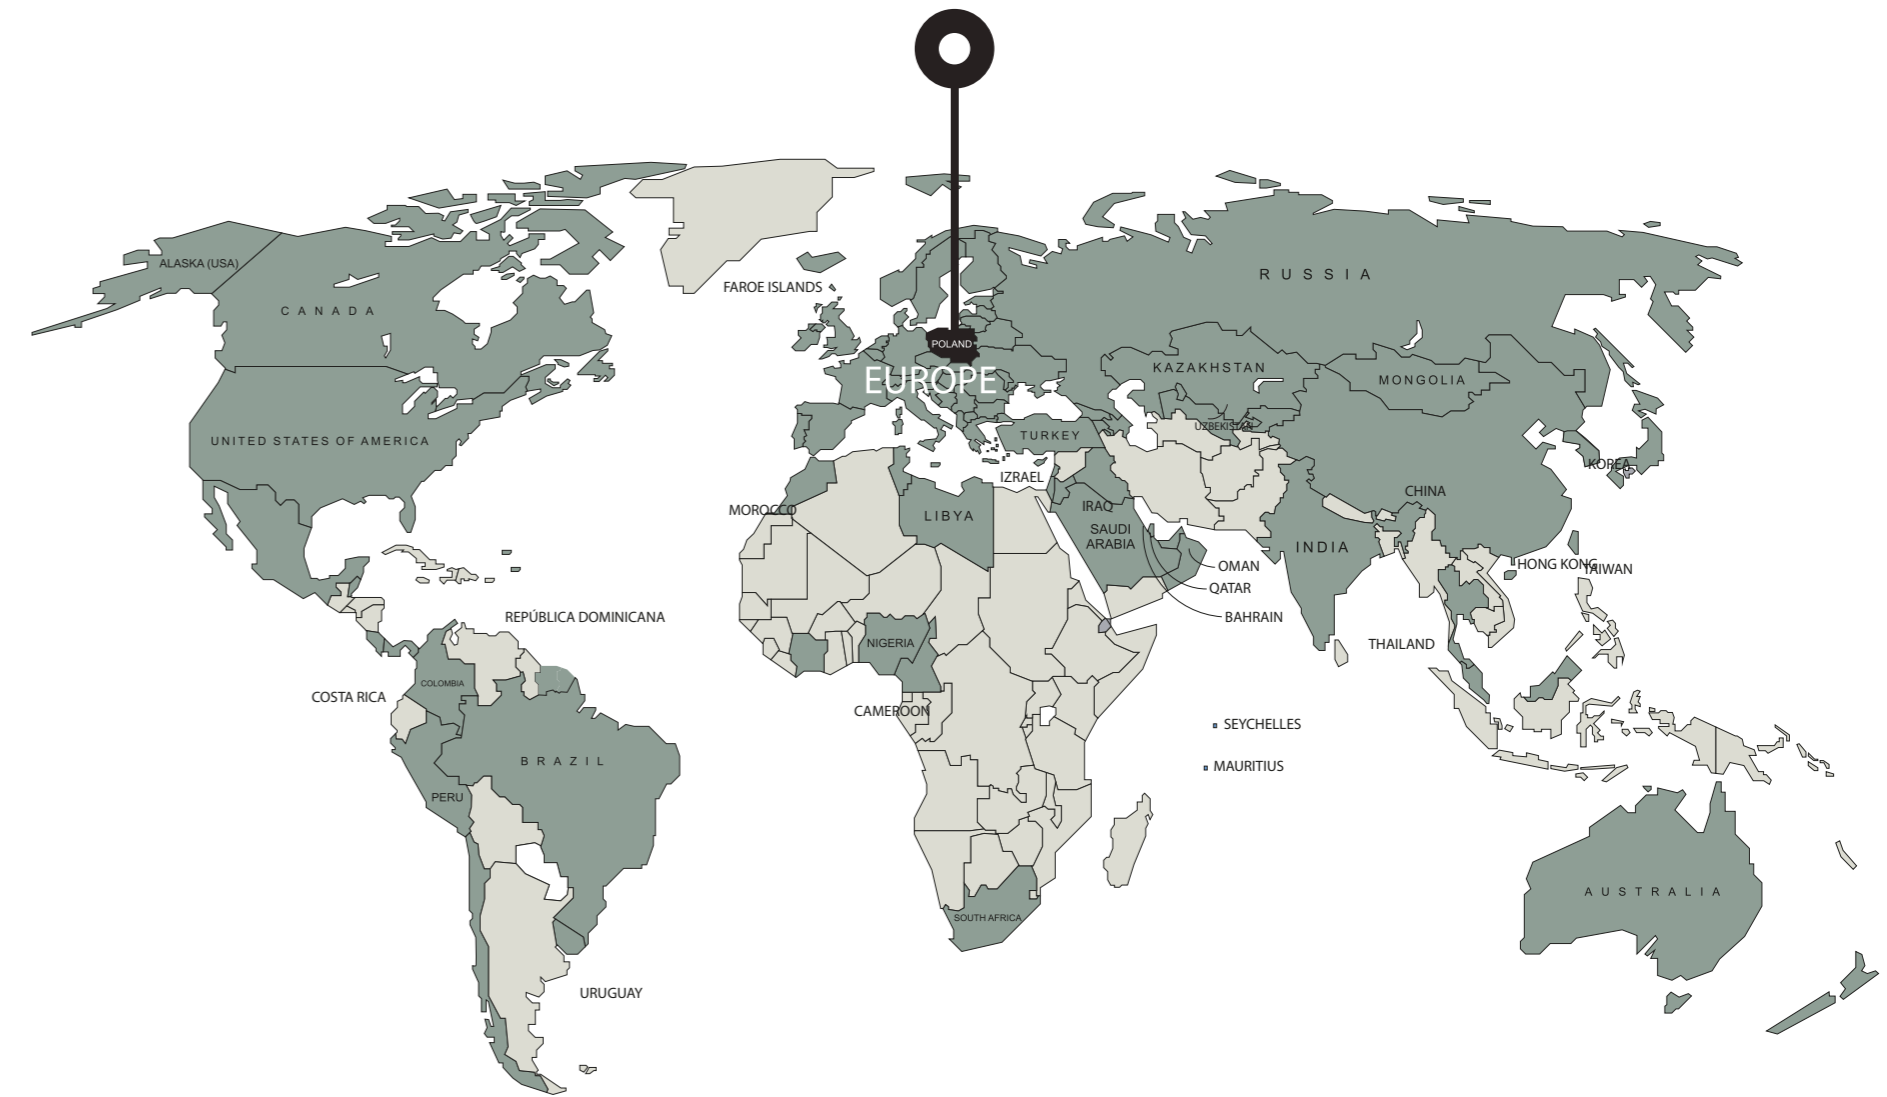 ALASKA (USA)
CANADA
FAROE ISLANDS
RUSSIA
POLAND
EUROPE
KAZAKHSTAN
MONGOLIA
UNITED STATES OF AMERICA
TURKEY
UZBEKISTAN
KOREA
IZRAEL
CHINA
MOROCCO
LIBYA
IRAQ
SAUDI
ARABIA
INDIA
OMAN
HONG KONG
TAIWAN
QATAR
REPÚBLICA DOMINICANA
BAHRAIN
NIGERIA
THAILAND
COLOMBIA
COSTA RICA
CAMEROON
SEYCHELLES
BRAZIL
MAURITIUS
PERU
AUSTRALIA
SOUTH AFRICA
URUGUAY